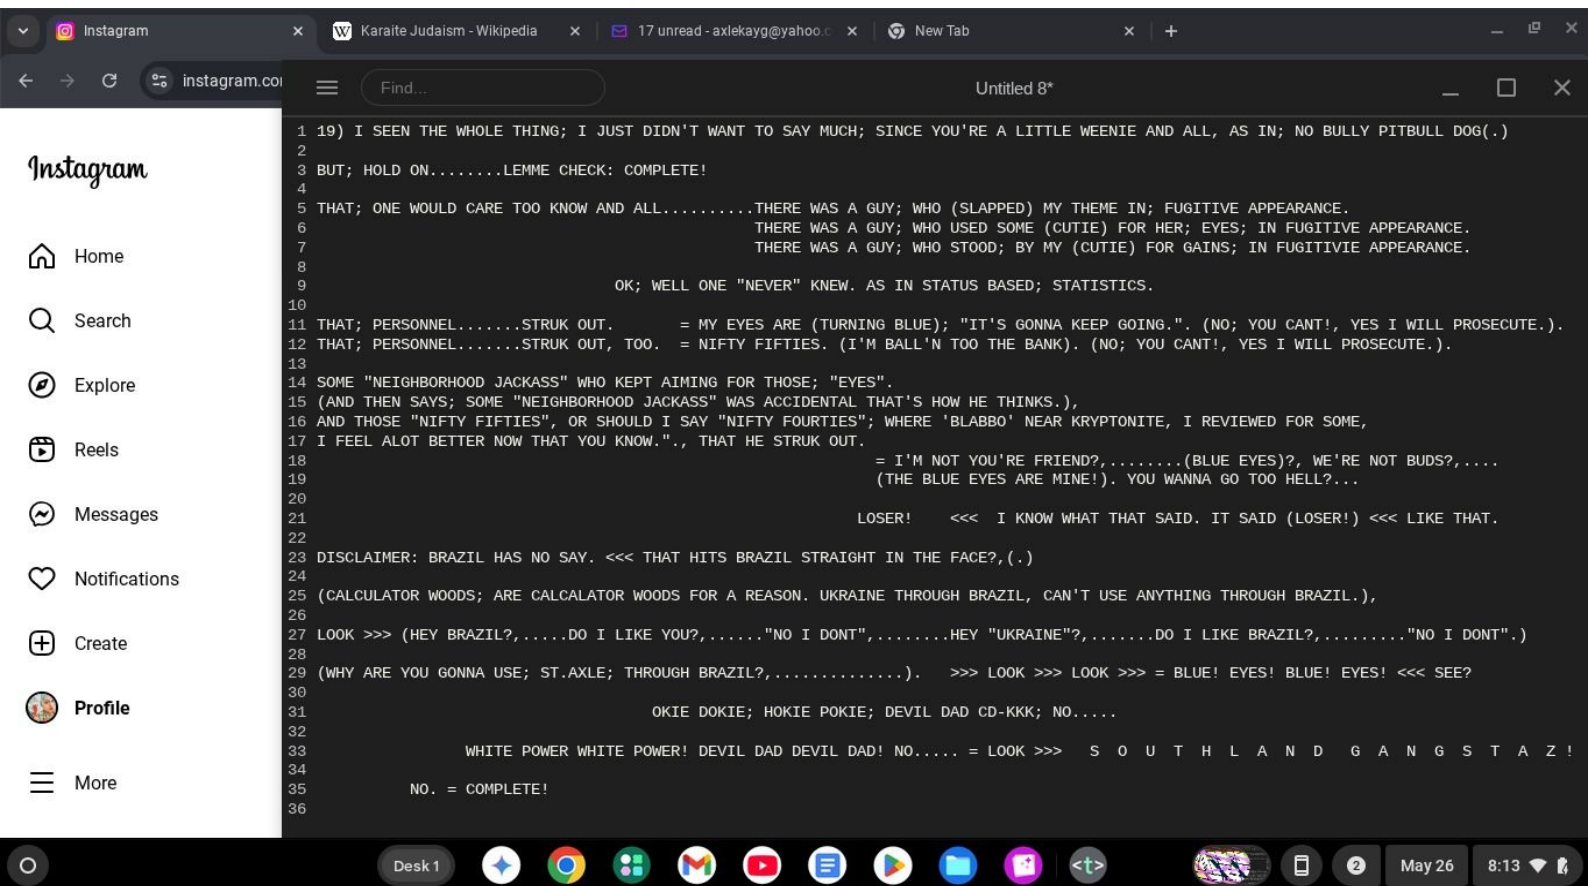 Instagram
Karaite Judaism - Wikipedia
17 unread - axlekayg@yahoo.c
New Tab
instagram.co
Find...
Untitled 8*
Instagram
Home
Search
Explore
Reels
Messages
Notifications
Create
Profile
More
1 19) I SEEN THE WHOLE THING; I JUST DIDN'T WANT TO SAY MUCH; SINCE YOU'RE A LITTLE WEENIE AND ALL, AS IN; NO BULLY PITBULL DOG(.)
2
3 BUT; HOLD ON........LEMME CHECK: COMPLETE!
4
5 THAT; ONE WOULD CARE TOO KNOW AND ALL..........THERE WAS A GUY; WHO (SLAPPED) MY THEME IN; FUGITIVE APPEARANCE.
6 THERE WAS A GUY; WHO USED SOME (CUTIE) FOR HER; EYES; IN FUGITIVE APPEARANCE.
7 THERE WAS A GUY; WHO STOOD; BY MY (CUTIE) FOR GAINS; IN FUGITIVIE APPEARANCE.
8
9 OK; WELL ONE "NEVER" KNEW. AS IN STATUS BASED; STATISTICS.
10
11 THAT; PERSONNEL.......STRUK OUT. = MY EYES ARE (TURNING BLUE); "IT'S GONNA KEEP GOING.". (NO; YOU CANT!, YES I WILL PROSECUTE.).
12 THAT; PERSONNEL.......STRUK OUT, TOO. = NIFTY FIFTIES. (I'M BALL'N TOO THE BANK). (NO; YOU CANT!, YES I WILL PROSECUTE.).
13
14 SOME "NEIGHBORHOOD JACKASS" WHO KEPT AIMING FOR THOSE; "EYES".
15 (AND THEN SAYS; SOME "NEIGHBORHOOD JACKASS" WAS ACCIDENTAL THAT'S HOW HE THINKS.),
16 AND THOSE "NIFTY FIFTIES", OR SHOULD I SAY "NIFTY FOURTIES"; WHERE 'BLABBO' NEAR KRYPTONITE, I REVIEWED FOR SOME,
17 I FEEL ALOT BETTER NOW THAT YOU KNOW."., THAT HE STRUK OUT.
18 = I'M NOT YOU'RE FRIEND?,........(BLUE EYES)?, WE'RE NOT BUDS?,....
19 (THE BLUE EYES ARE MINE!). YOU WANNA GO TOO HELL?...
20
21 LOSER! <<< I KNOW WHAT THAT SAID. IT SAID (LOSER!) <<< LIKE THAT.
22
23 DISCLAIMER: BRAZIL HAS NO SAY. <<< THAT HITS BRAZIL STRAIGHT IN THE FACE?,(.)
24
25 (CALCULATOR WOODS; ARE CALCALATOR WOODS FOR A REASON. UKRAINE THROUGH BRAZIL, CAN'T USE ANYTHING THROUGH BRAZIL.),
26
27 LOOK >>> (HEY BRAZIL?,.....DO I LIKE YOU?,......"NO I DONT",........HEY "UKRAINE"?,.......DO I LIKE BRAZIL?,........."NO I DONT".)
28
29 (WHY ARE YOU GONNA USE; ST.AXLE; THROUGH BRAZIL?,..............). >>> LOOK >>> LOOK >>> = BLUE! EYES! BLUE! EYES! <<< SEE?
30
31 OKIE DOKIE; HOKIE POKIE; DEVIL DAD CD-KKK; NO.....
32
33 WHITE POWER WHITE POWER! DEVIL DAD DEVIL DAD! NO..... = LOOK >>> S O U T H L A N D G A N G S T A Z !
34
35 NO. = COMPLETE!
36
Desk 1
<t>
2
May 26
8:13